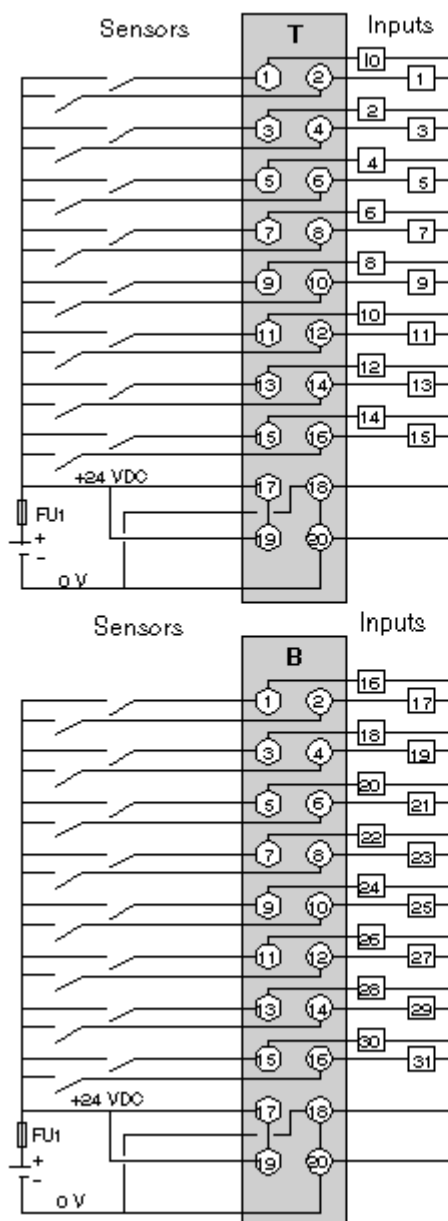 Sensors T Inputs
I0
1 2 1
2
3 4 3
4
5 6 5
6
7 8 7
8
9 10 9
10
11 12 11
12
13 14 13
14
15 16 15
+24 VDC
17 18
FU1
+
19 20
-
0 V
Sensors Inputs
B
16
1 2 17
18
3 4 19
20
5 6 21
22
7 8 23
24
9 10 25
26
11 12 27
28
13 14 29
30
15 16 31
+24 VDC
17 18
FU1
+
19 20
-
0 V